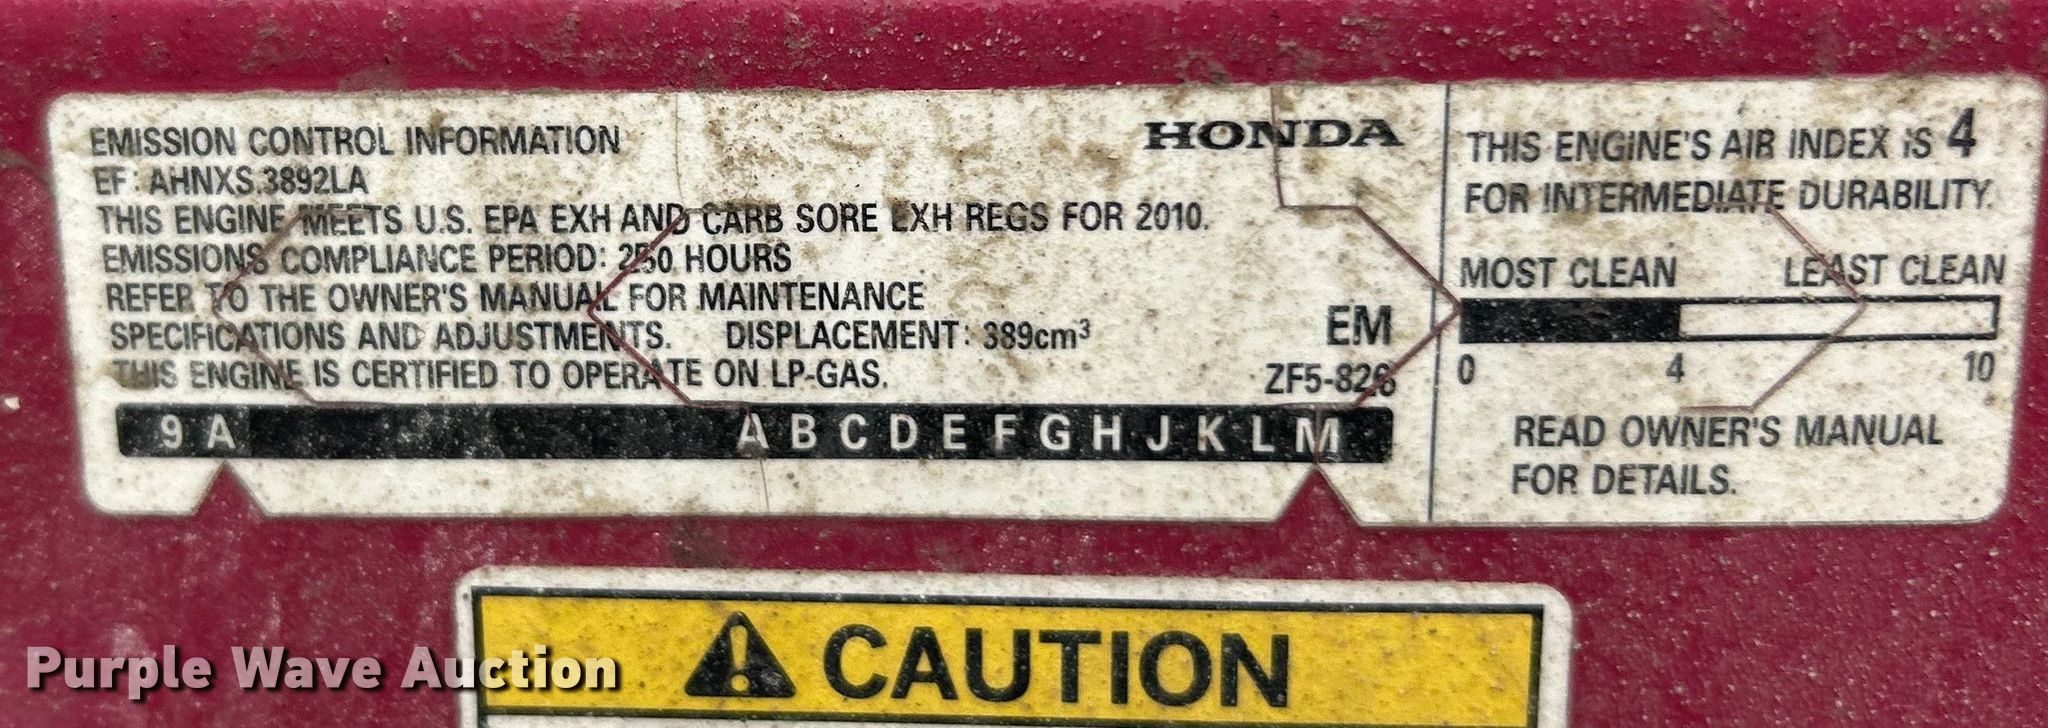 EMISSION CONTROL INFORMATION
HONDA
EF: AHNXS.3892LA
THIS ENGINE MEETS U.S. EPA EXH AND CARB SORE EXH REGS FOR 2010.
EMISSIONS COMPLIANCE PERIOD: 250 HOURS
REFER TO THE OWNER'S MANUAL FOR MAINTENANCE
SPECIFICATIONS AND ADJUSTMENTS. DISPLACEMENT: 389cm³
EM
THIS ENGINE IS CERTIFIED TO OPERATE ON LP-GAS.
ZF5-826
9 A A B C D E F G H J K L M
THIS ENGINE'S AIR INDEX IS 4
FOR INTERMEDIATE DURABILITY.
MOST CLEAN LEAST CLEAN
0 4 10
READ OWNER'S MANUAL
FOR DETAILS.
CAUTION
Purple Wave Auction